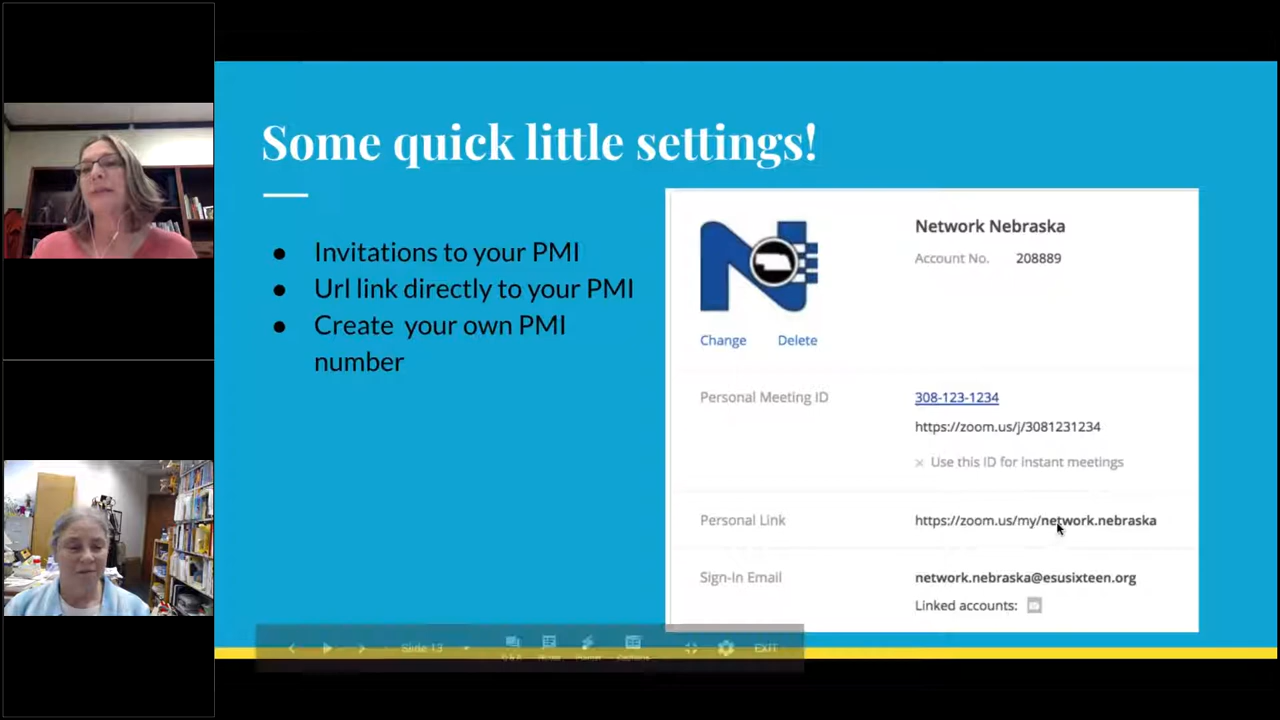 Some quick little settings!
● Invitations to your PMI
● Url link directly to your PMI
● Create your own PMI
number
Network Nebraska
Account No. 208889
Change Delete
Personal Meeting ID 308-123-1234
https://zoom.us/j/3081231234
× Use this ID for instant meetings
Personal Link https://zoom.us/my/network.nebraska
Sign-In Email network.nebraska@esusixteen.org
Linked accounts:
Slide 13
EXIT